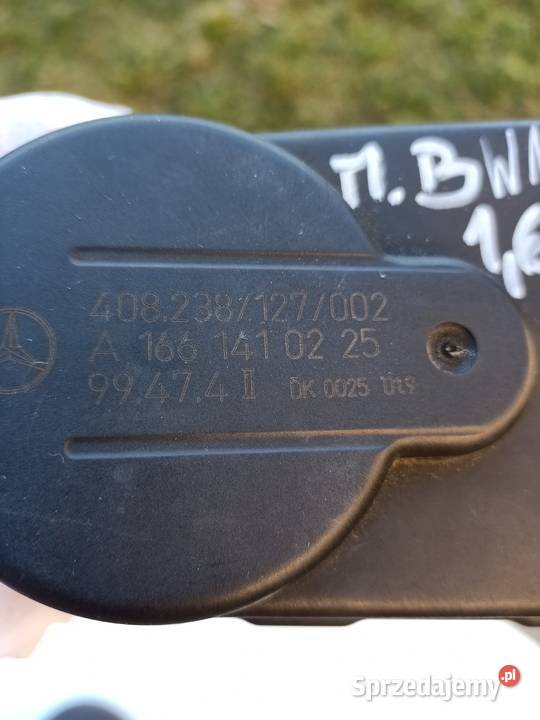 П.BWM
1,6
408.238/127/002
A 166 141 02 25
99.47.4 II DK 0025 Ut9
Sprzedajemy.pl